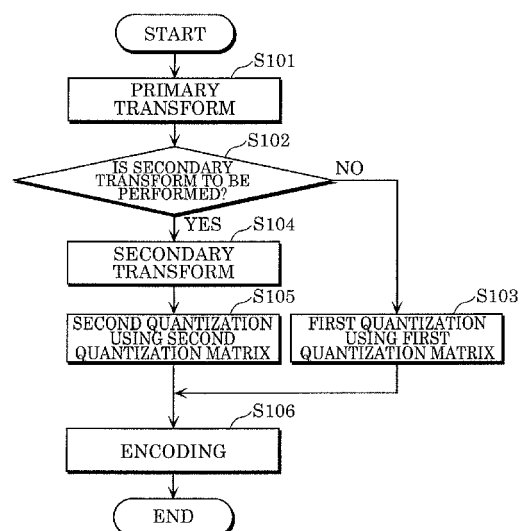 START
S101
PRIMARY
TRANSFORM
S102
IS SECONDARY
TRANSFORM TO BE
PERFORMED?
NO
YES
S104
SECONDARY
TRANSFORM
S105
SECOND QUANTIZATION
USING SECOND
QUANTIZATION MATRIX
S103
FIRST QUANTIZATION
USING FIRST
QUANTIZATION MATRIX
S106
ENCODING
END